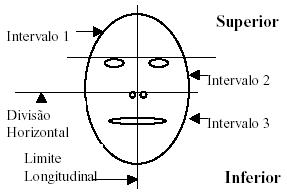 Superior
Intervalo 1
Intervalo 2
Divisão
Horizontal
Intervalo 3
Limite
Longitudinal
Inferior